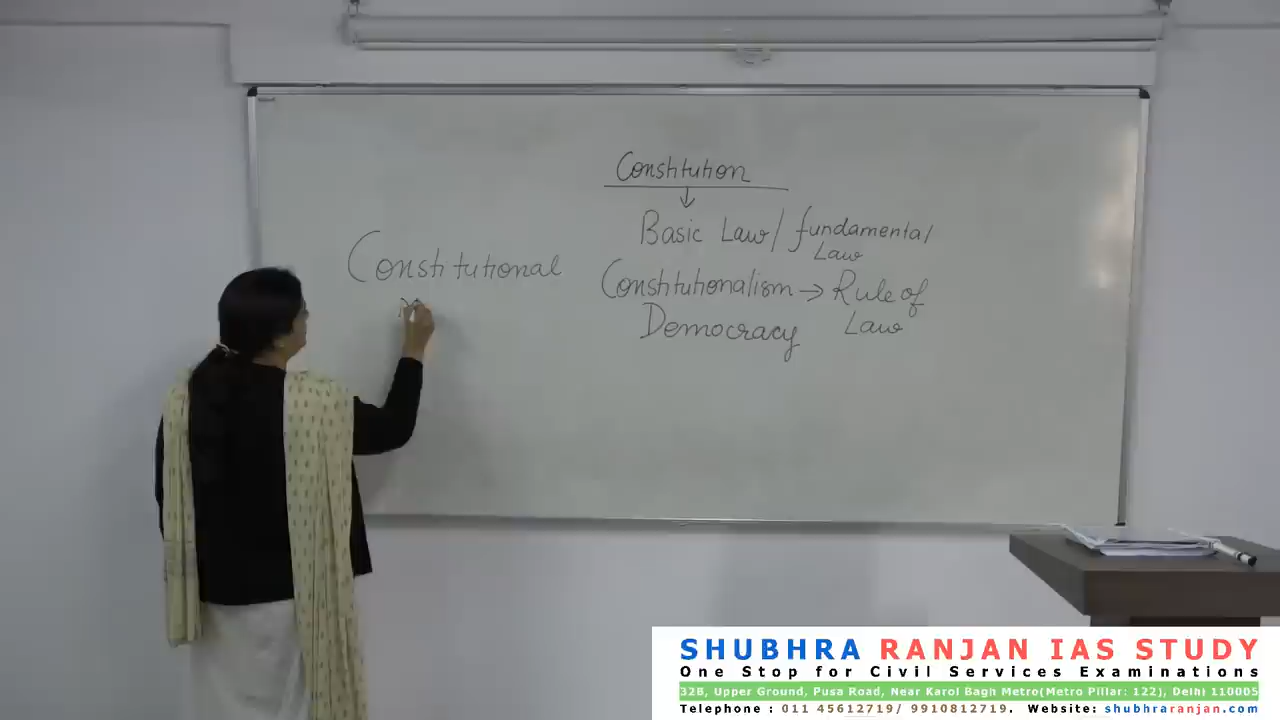 Constitution
Basic Law/ fundamental
Law
Constitutional
Constitutionalism → Rule of
Democracy Law
SHUBHRA RANJAN IAS STUDY
One Stop for Civil Services Examinations
32B, Upper Ground, Pusa Road, Near Karol Bagh Metro(Metro Pillar: 122), Delhi 110005
Telephone : 011 45612719/ 9910812719. Website: shubhraranjan.com